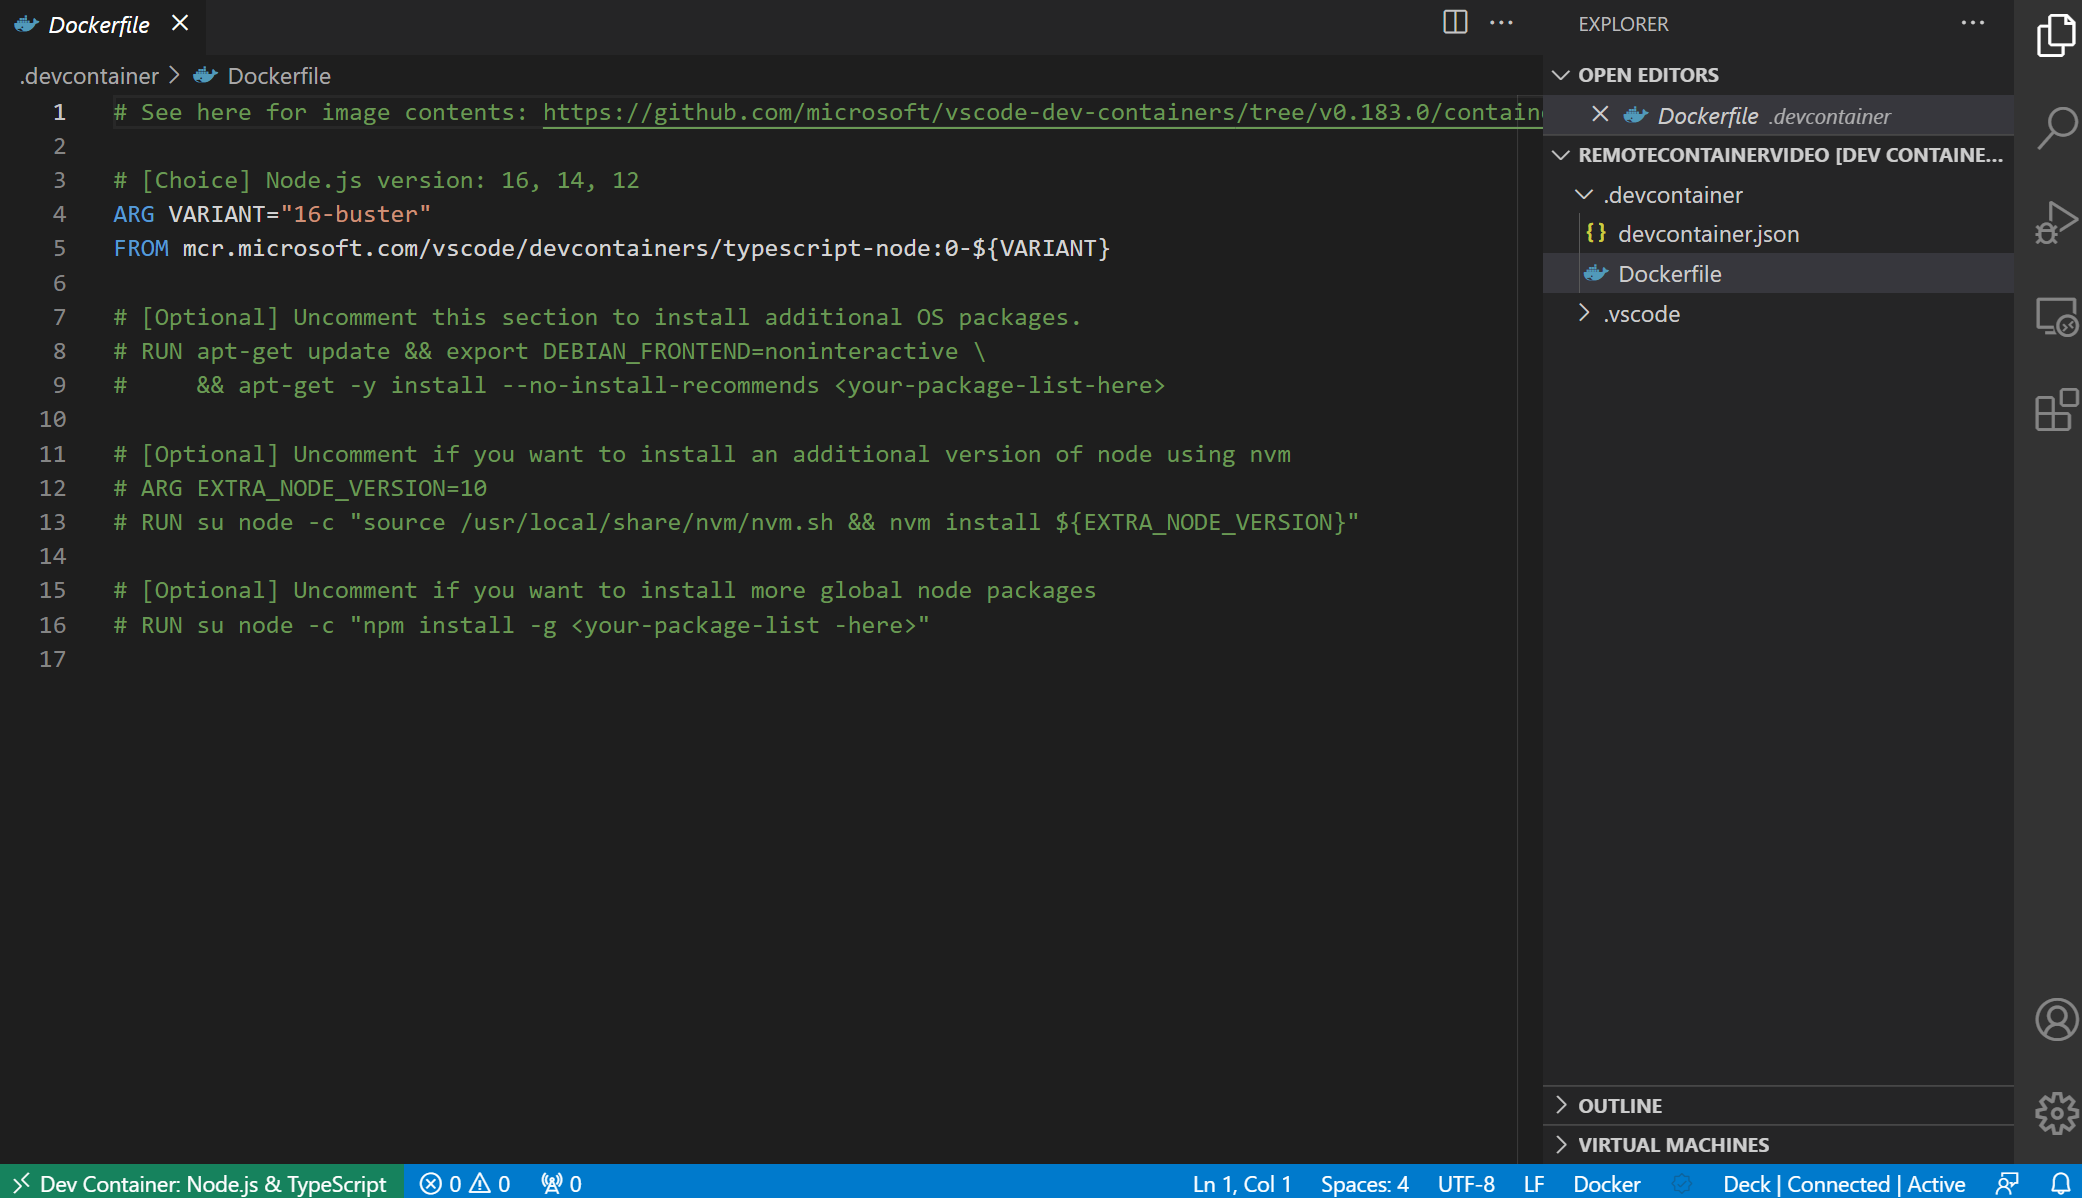 Dockerfile
.devcontainer > Dockerfile
1 # See here for image contents: https://github.com/microsoft/vscode-dev-containers/tree/v0.183.0/contain
2
3 # [Choice] Node.js version: 16, 14, 12
4 ARG VARIANT="16-buster"
5 FROM mcr.microsoft.com/vscode/devcontainers/typescript-node:0-${VARIANT}
6
7 # [Optional] Uncomment this section to install additional OS packages.
8 # RUN apt-get update && export DEBIAN_FRONTEND=noninteractive \
9 #     && apt-get -y install --no-install-recommends <your-package-list-here>
10
11 # [Optional] Uncomment if you want to install an additional version of node using nvm
12 # ARG EXTRA_NODE_VERSION=10
13 # RUN su node -c "source /usr/local/share/nvm/nvm.sh && nvm install ${EXTRA_NODE_VERSION}"
14
15 # [Optional] Uncomment if you want to install more global node packages
16 # RUN su node -c "npm install -g <your-package-list -here>"
17
EXPLORER
OPEN EDITORS
Dockerfile .devcontainer
REMOTECONTAINERVIDEO [DEV CONTAINE...
.devcontainer
{} devcontainer.json
Dockerfile
.vscode
OUTLINE
VIRTUAL MACHINES
Dev Container: Node.js & TypeScript 0 0 0 Ln 1, Col 1 Spaces: 4 UTF-8 LF Docker Deck | Connected | Active